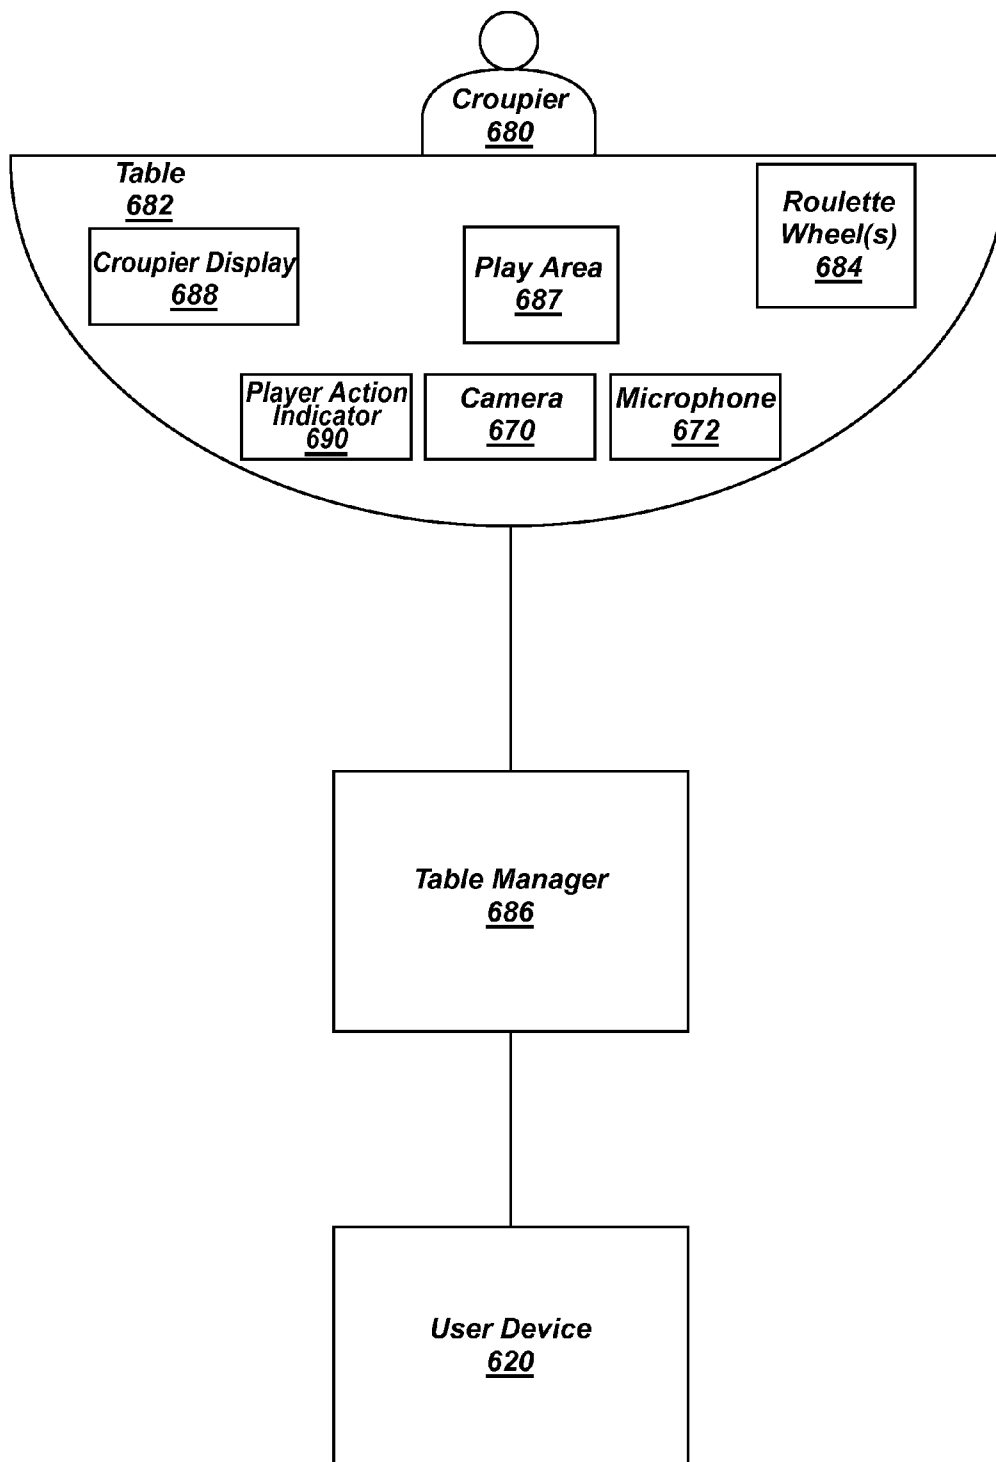 Croupier
680
Table
682
Roulette
Wheel(s)
684
Croupier Display
688
Play Area
687
Player Action
Indicator
690
Camera
670
Microphone
672
Table Manager
686
User Device
620